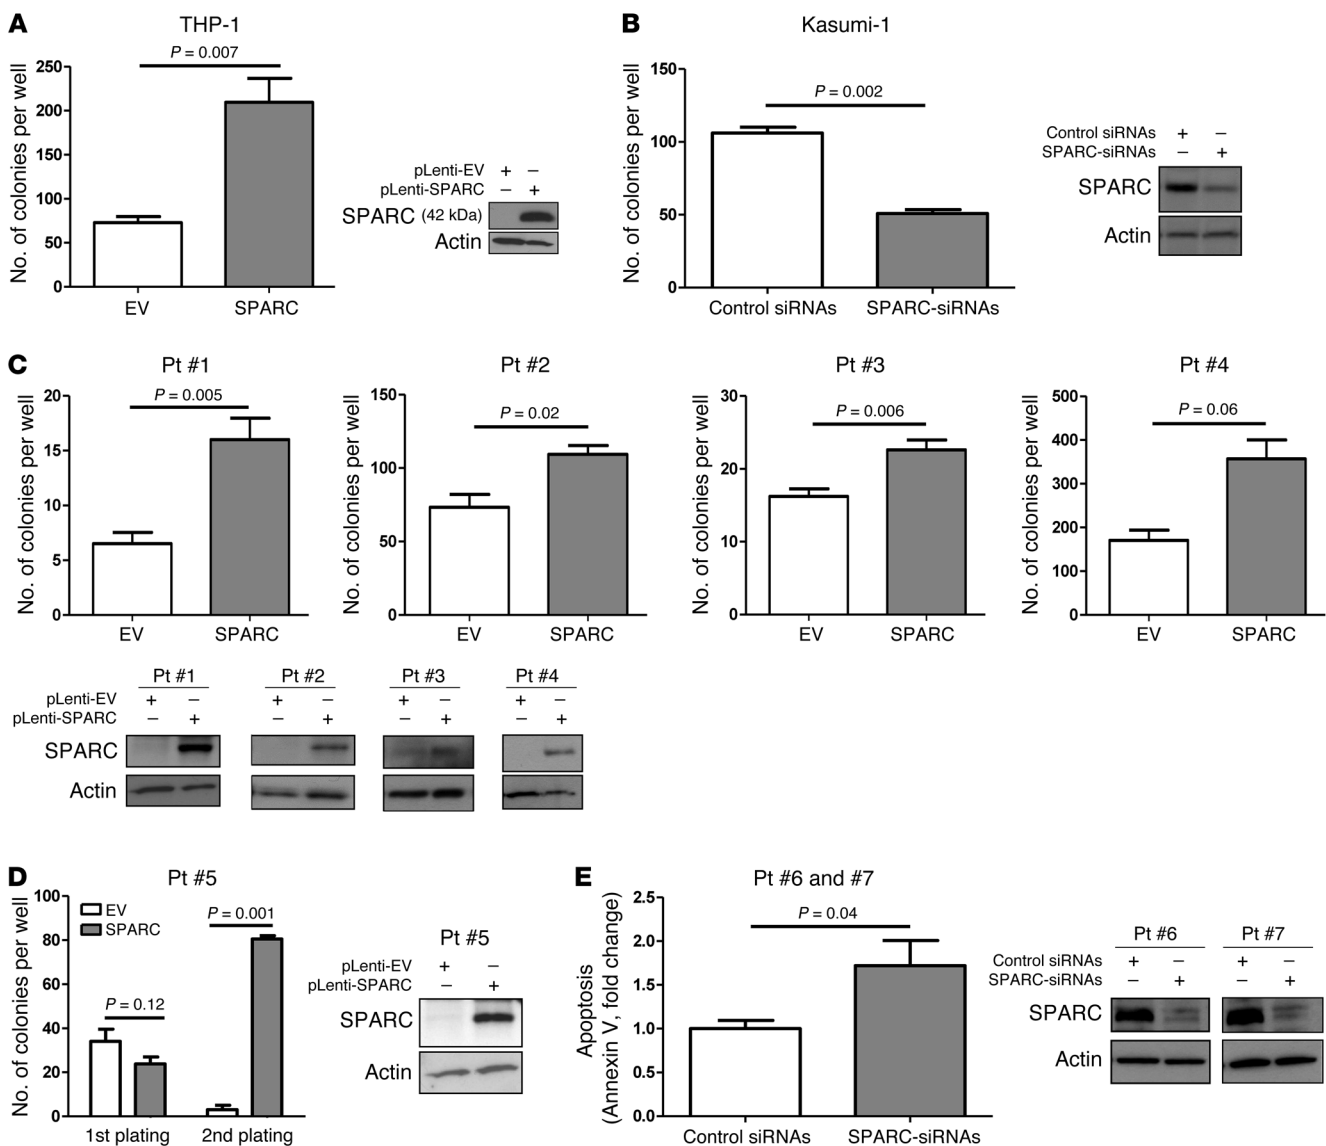 A
THP-1
P = 0.007
No. of colonies per well
250
200
150
100
50
0
EV
SPARC
pLenti-EV + –
pLenti-SPARC – +
SPARC (42 kDa)
Actin
B
Kasumi-1
P = 0.002
No. of colonies per well
150
100
50
0
Control siRNAs
SPARC-siRNAs
Control siRNAs + –
SPARC-siRNAs – +
SPARC
Actin
C
Pt #1
P = 0.005
No. of colonies per well
20
15
10
5
0
EV
SPARC
Pt #2
P = 0.02
No. of colonies per well
150
100
50
0
EV
SPARC
Pt #3
P = 0.006
No. of colonies per well
30
20
10
0
EV
SPARC
Pt #4
P = 0.06
No. of colonies per well
500
400
300
200
100
0
EV
SPARC
Pt #1 Pt #2 Pt #3 Pt #4
pLenti-EV + – + – + – + –
pLenti-SPARC – + – + – + – +
SPARC
Actin
D
Pt #5
No. of colonies per well
100
80
60
40
20
0
EV
SPARC
P = 0.001
P = 0.12
1st plating
2nd plating
Pt #5
pLenti-EV + –
pLenti-SPARC – +
SPARC
Actin
E
Pt #6 and #7
P = 0.04
Apoptosis
(Annexin V, fold change)
2.5
2.0
1.5
1.0
0.5
0.0
Control siRNAs
SPARC-siRNAs
Pt #6 Pt #7
Control siRNAs + – + –
SPARC-siRNAs – + – +
SPARC
Actin